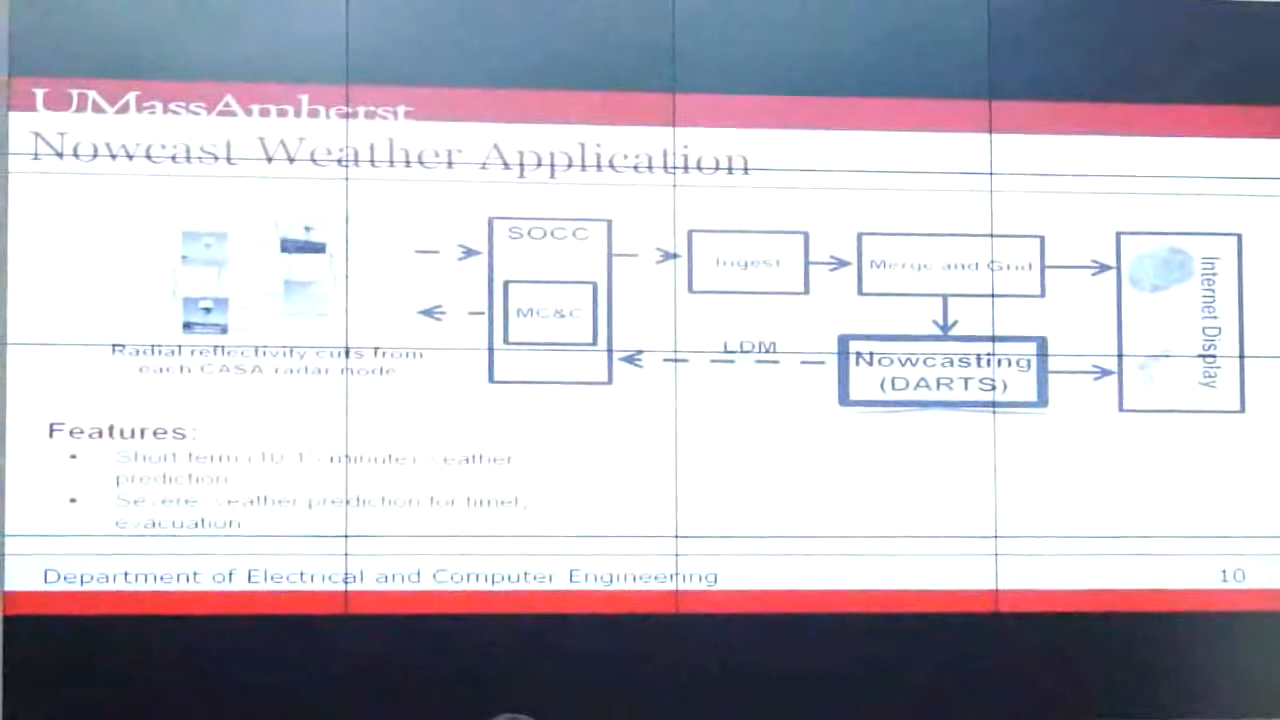 UMassAmherst
Nowcast Weather Application
SOCC
MC&C
Ingest
Merge and Grid
Internet Display
LDM
Nowcasting
(DARTS)
Radial reflectivity cuts from
each CASA radar node
Features:
• Short term (10-15 minute) weather
prediction
• Severe weather prediction for timely
evacuation
Department of Electrical and Computer Engineering
10